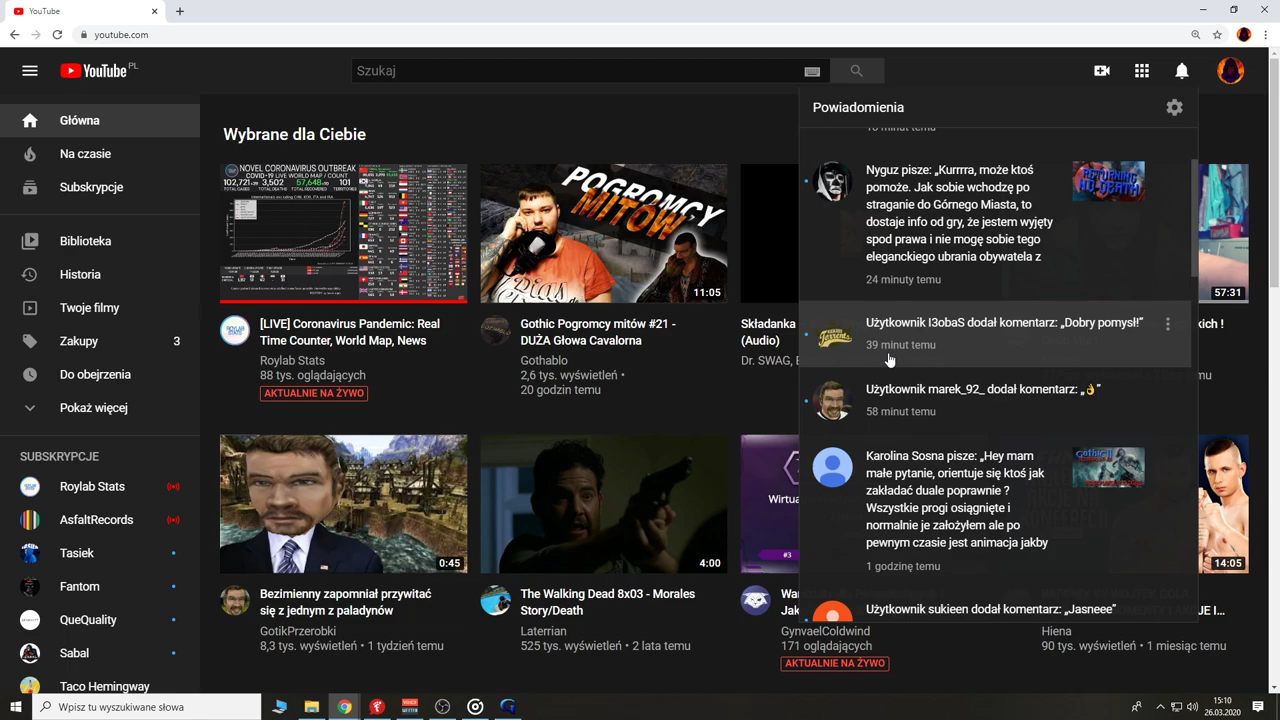 YouTube
youtube.com
YouTube PL
Szukaj
Główna
Na czasie
Subskrypcje
Biblioteka
Historia
Twoje filmy
Zakupy
3
Do obejrzenia
Pokaż więcej
SUBSKRYPCJE
Roylab Stats
AsfaltRecords
Tasiek
Fantom
QueQuality
Sabal
Taco Hemingway
Wybrane dla Ciebie
NOVEL CORONAVIRUS OUTBREAK
[LIVE] Coronavirus Pandemic: Real
Time Counter, World Map, News
Roylab Stats
88 tys. oglądających
AKTUALNIE NA ŻYWO
POGROMCY
MITÓW
11:05
Gothic Pogromcy mitów #21 -
DUŻA Głowa Cavalorna
Gothablo
2,6 tys. wyświetleń •
20 godzin temu
Składanka
(Audio)
Dr. SWAG,
57:31
0:45
Bezimienny zapomniał przywitać
się z jednym z paladynów
GotikPrzerobki
8,3 tys. wyświetleń • 1 tydzień temu
4:00
The Walking Dead 8x03 - Morales
Story/Death
Laterrian
525 tys. wyświetleń • 2 lata temu
#3
GynvaelColdwind
171 oglądających
AKTUALNIE NA ŻYWO
14:05
Hiena
90 tys. wyświetleń • 1 miesiąc temu
Powiadomienia
Nyguz pisze: „Kurrra, może ktoś
pomoże. Jak sobie wchodzę po
straganie do Górnego Miasta, to
dostaje info od gry, że jestem wyjęty
spod prawa i nie mogę sobie tego
eleganckiego ubrania obywatela z
24 minuty temu
RETURNING
NO DEATH
Użytkownik I3obaS dodał komentarz: „Dobry pomysł!”
39 minut temu
Użytkownik marek_92_ dodał komentarz: „👌”
58 minut temu
Karolina Sosna pisze: „Hey mam
małe pytanie, orientuje się ktoś jak
zakładać duale poprawnie ?
Wszystkie progi osiągnięte i
normalnie je założyłem ale po
pewnym czasie jest animacja jakby
1 godzinę temu
Użytkownik sukieen dodał komentarz: „Jasneee”
Wpisz tu wyszukiwane słowa
15:10
26.03.2020